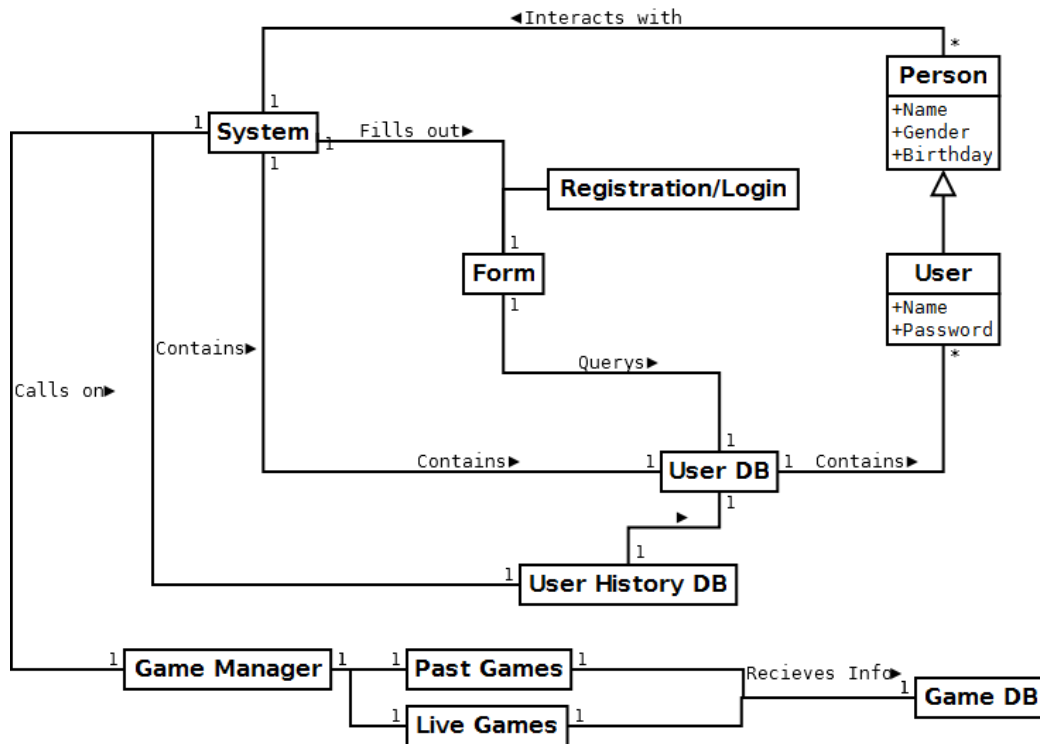 ◄Interacts with
*
Person
+Name
+Gender
+Birthday
1
1
System
1
Fills out►
1
Registration/Login
1
Form
1
User
+Name
+Password
*
Contains►
Querys►
Calls on►
1
Contains►
1
User DB
1
Contains►
1
►
1
1
User History DB
1
Game Manager
1
1
Past Games
1
Recieves Info►
1
Game DB
1
Live Games
1